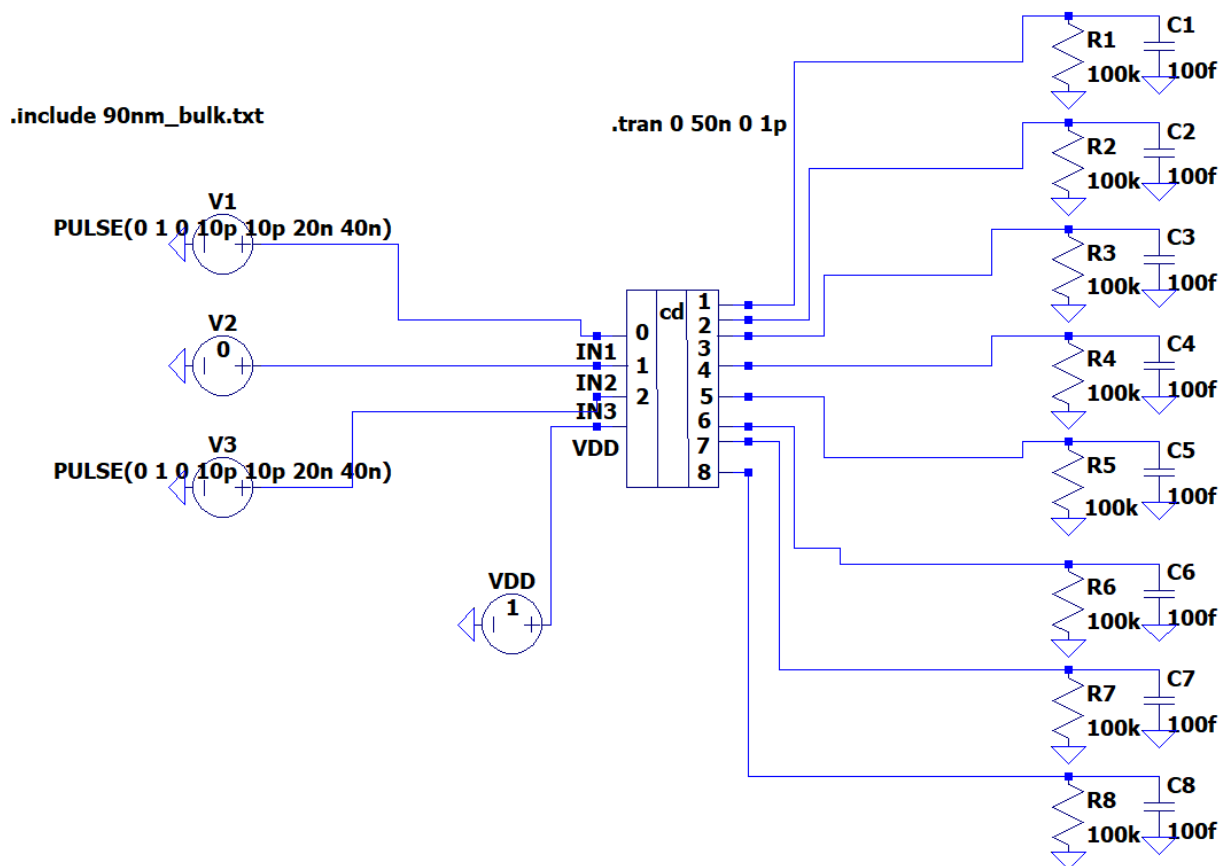 .include 90nm_bulk.txt
.tran 0 50n 0 1p
V1
PULSE(0 1 0 10p 10p 20n 40n)
V2
0
V3
PULSE(0 1 0 10p 10p 20n 40n)
VDD
1
cd
0
IN1
1
IN2
2
IN3
VDD
1
2
3
4
5
6
7
8
R1
100k
C1
100f
R2
100k
C2
100f
R3
100k
C3
100f
R4
100k
C4
100f
R5
100k
C5
100f
R6
100k
C6
100f
R7
100k
C7
100f
R8
100k
C8
100f